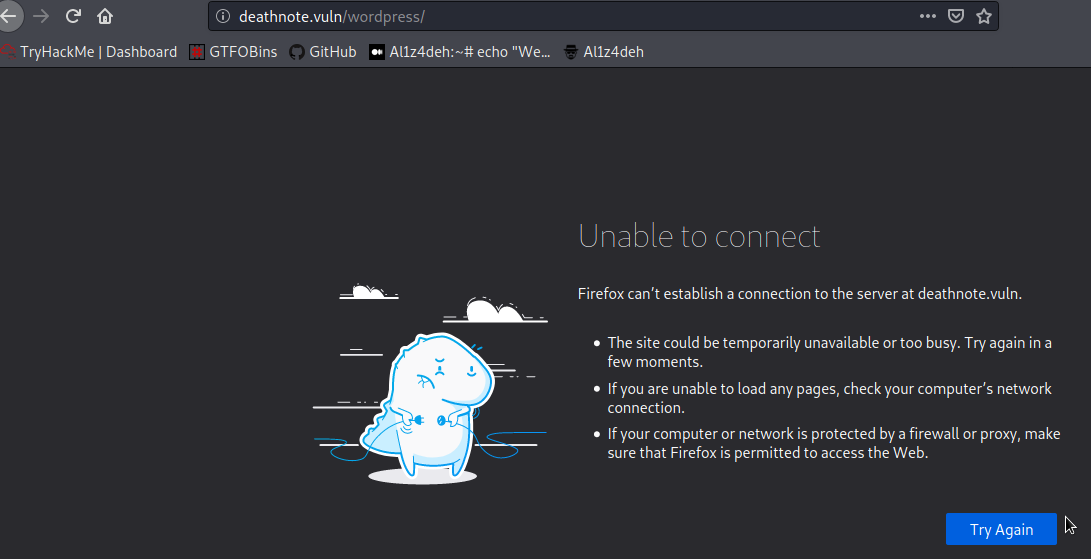 deathnote.vuln/wordpress/
TryHackMe | Dashboard GTFOBins GitHub Al1z4deh:~# echo "We... Al1z4deh
Unable to connect
Firefox can’t establish a connection to the server at deathnote.vuln.
The site could be temporarily unavailable or too busy. Try again in a
few moments.
If you are unable to load any pages, check your computer’s network
connection.
If your computer or network is protected by a firewall or proxy, make
sure that Firefox is permitted to access the Web.
Try Again